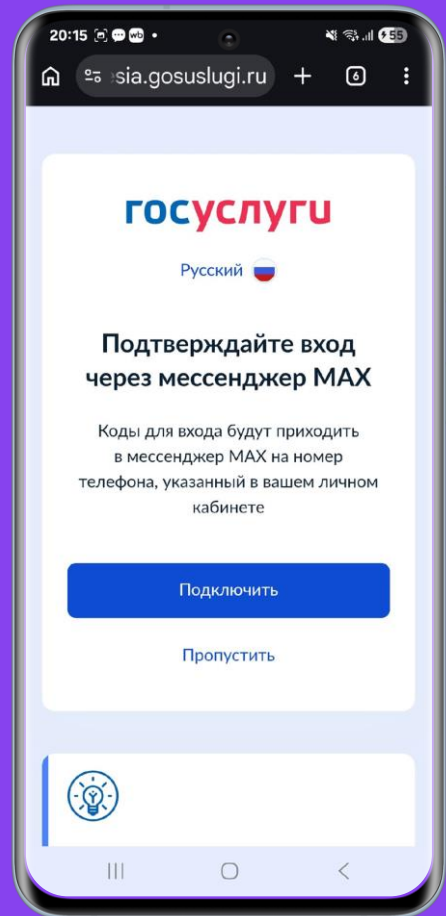 20:15
55
sia.gosuslugi.ru
6
госуслуги
Русский
Подтверждайте вход
через мессенджер MAX
Коды для входа будут приходить
в мессенджер MAX на номер
телефона, указанный в вашем личном
кабинете
Подключить
Пропустить